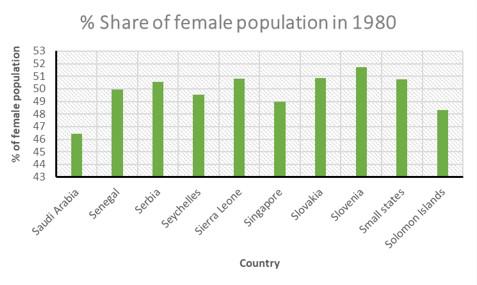 % Share of female population in 1980
% of female population
53
52
51
50
49
48
47
46
45
44
43
Saudi Arabia
Senegal
Serbia
Seychelles
Sierra Leone
Singapore
Slovakia
Slovenia
Small states
Solomon Islands
Country